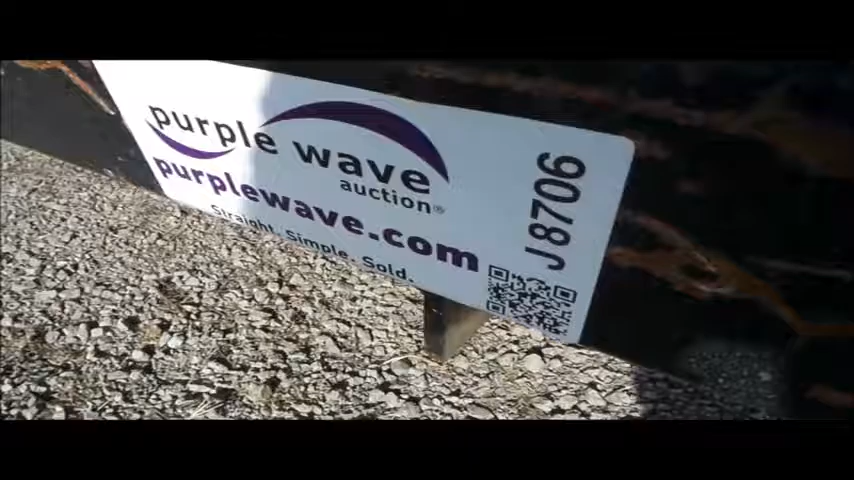 purple wave
auction®
purplewave.com
Straight. Simple. Sold.
J8706